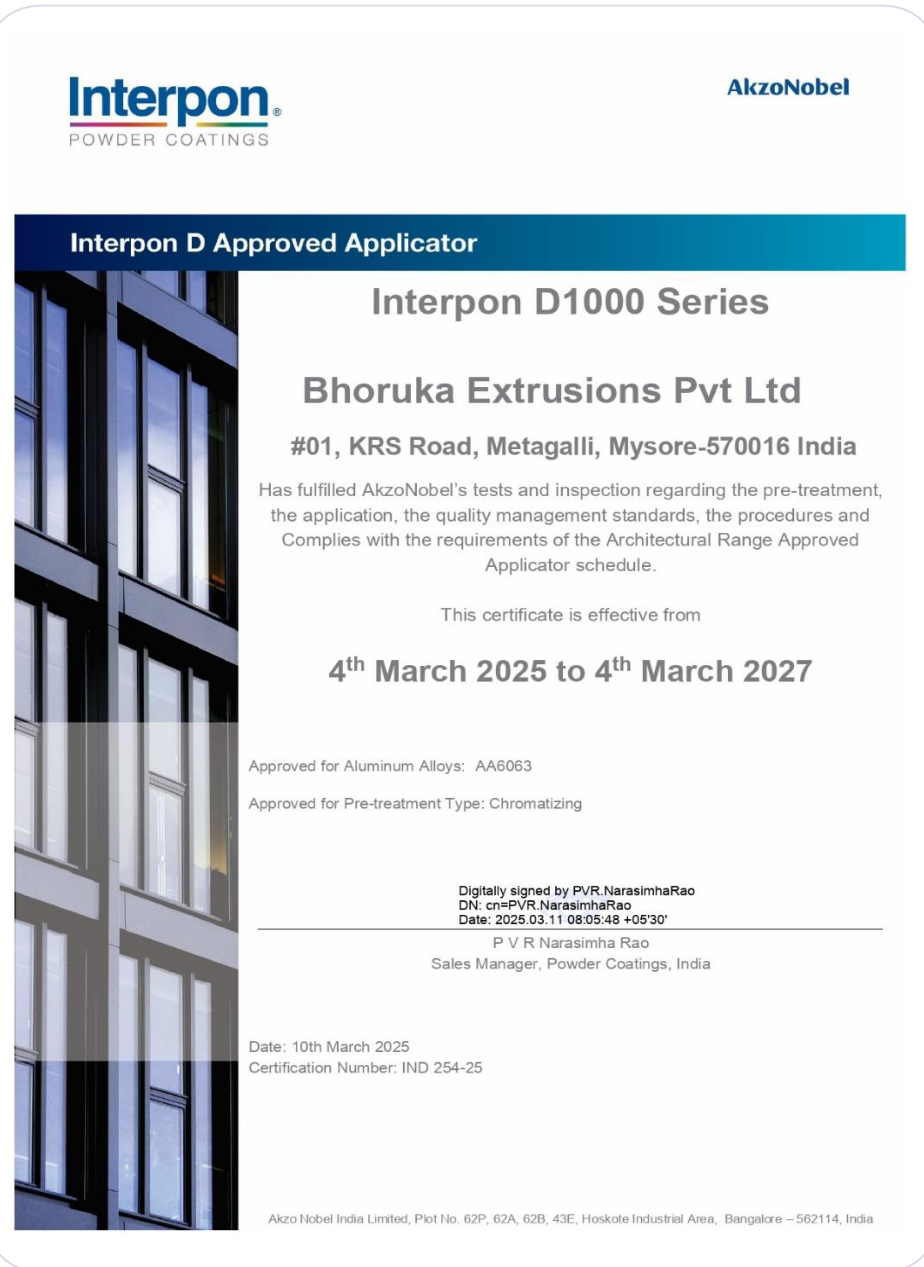 Interpon®
POWDER COATINGS
AkzoNobel
Interpon D Approved Applicator
Interpon D1000 Series
Bhoruka Extrusions Pvt Ltd
#01, KRS Road, Metagalli, Mysore-570016 India
Has fulfilled AkzoNobel's tests and inspection regarding the pre-treatment,
the application, the quality management standards, the procedures and
Complies with the requirements of the Architectural Range Approved
Applicator schedule.
This certificate is effective from
4th March 2025 to 4th March 2027
Approved for Aluminum Alloys: AA6063
Approved for Pre-treatment Type: Chromatizing
Digitally signed by PVR.NarasimhaRao
DN: cn=PVR.NarasimhaRao
Date: 2025.03.11 08:05:48 +05'30'
P V R Narasimha Rao
Sales Manager, Powder Coatings, India
Date: 10th March 2025
Certification Number: IND 254-25
Akzo Nobel India Limited, Plot No. 62P, 62A, 62B, 43E, Hoskote Industrial Area, Bangalore – 562114, India